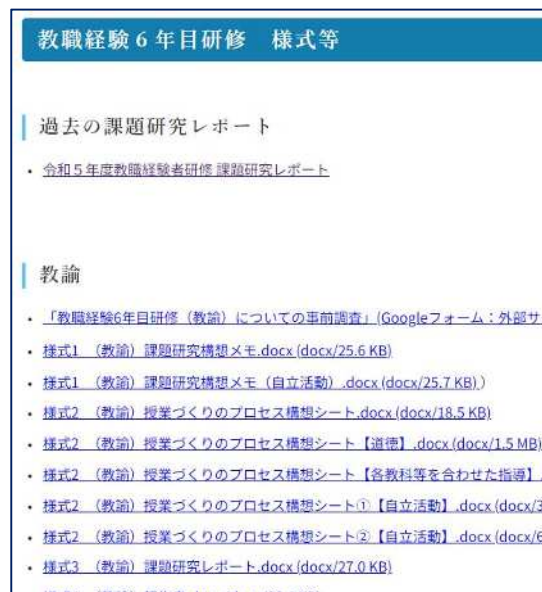 教職経験6年目研修 様式等
過去の課題研究レポート
・ 令和5年度教職経験者研修 課題研究レポート
教諭
・ 「教職経験6年目研修(教諭)についての事前調査」(Googleフォーム:外部サ
・ 様式1 (教諭)課題研究構想メモ.docx (docx/25.6 KB)
・ 様式1 (教諭)課題研究構想メモ(自立活動).docx (docx/25.7 KB) )
・ 様式2 (教諭)授業づくりのプロセス構想シート.docx (docx/18.5 KB)
・ 様式2 (教諭)授業づくりのプロセス構想シート【道徳】.docx (docx/1.5 MB)
・ 様式2 (教諭)授業づくりのプロセス構想シート【各教科等を合わせた指導】.
・ 様式2 (教諭)授業づくりのプロセス構想シート①【自立活動】.docx (docx/3
・ 様式2 (教諭)授業づくりのプロセス構想シート②【自立活動】.docx (docx/6
・ 様式3 (教諭)課題研究レポート.docx (docx/27.0 KB)